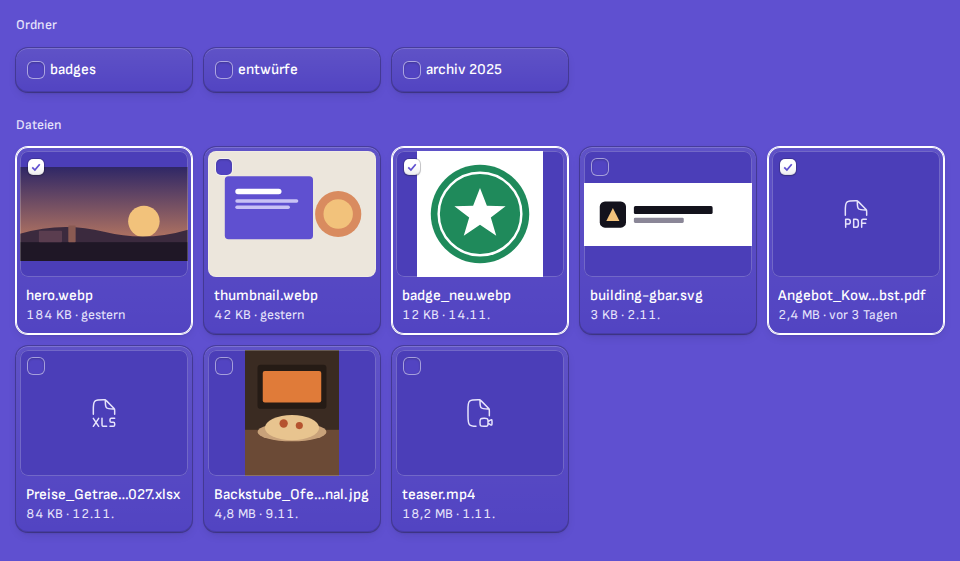 Ordner
badges
entwürfe
archiv 2025
Dateien
PDF
hero.webp
184 KB · gestern
thumbnail.webp
42 KB · gestern
badge_neu.webp
12 KB · 14.11.
building-gbar.svg
3 KB · 2.11.
Angebot_Kow...bst.pdf
2,4 MB · vor 3 Tagen
XLS
Preise_Getrae...027.xlsx
84 KB · 12.11.
Backstube_Ofe...nal.jpg
4,8 MB · 9.11.
teaser.mp4
18,2 MB · 1.11.